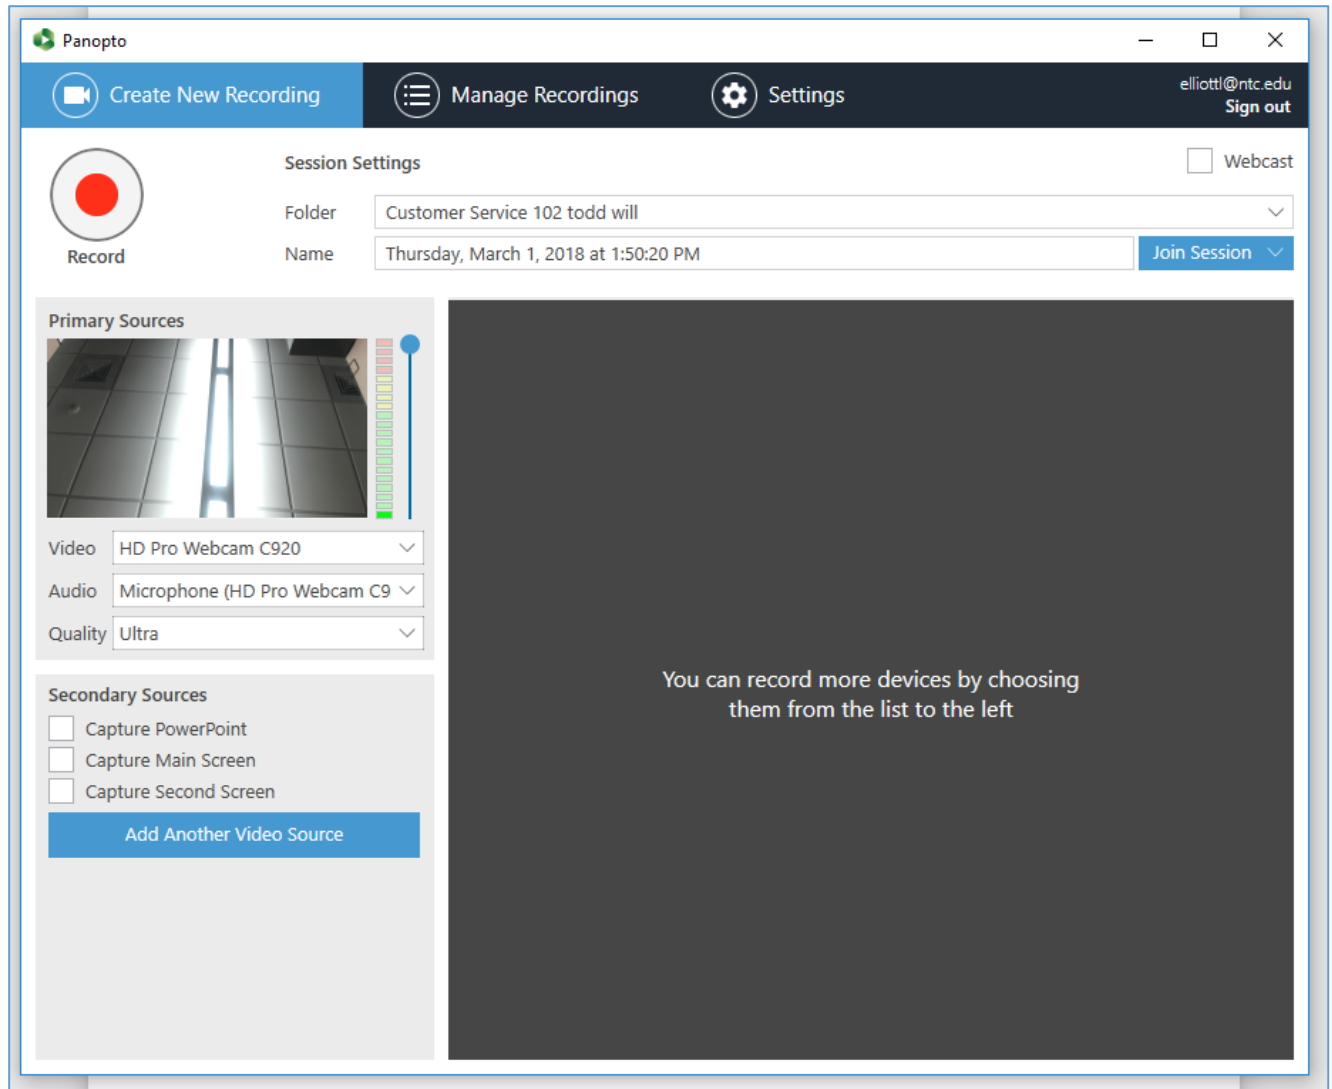 Panopto
Create New Recording
Manage Recordings
Settings
elliottl@ntc.edu
Sign out
Record
Session Settings
Webcast
Folder
Customer Service 102 todd will
Name
Thursday, March 1, 2018 at 1:50:20 PM
Join Session
Primary Sources
Video
HD Pro Webcam C920
Audio
Microphone (HD Pro Webcam C9
Quality
Ultra
Secondary Sources
Capture PowerPoint
Capture Main Screen
Capture Second Screen
Add Another Video Source
You can record more devices by choosing
them from the list to the left